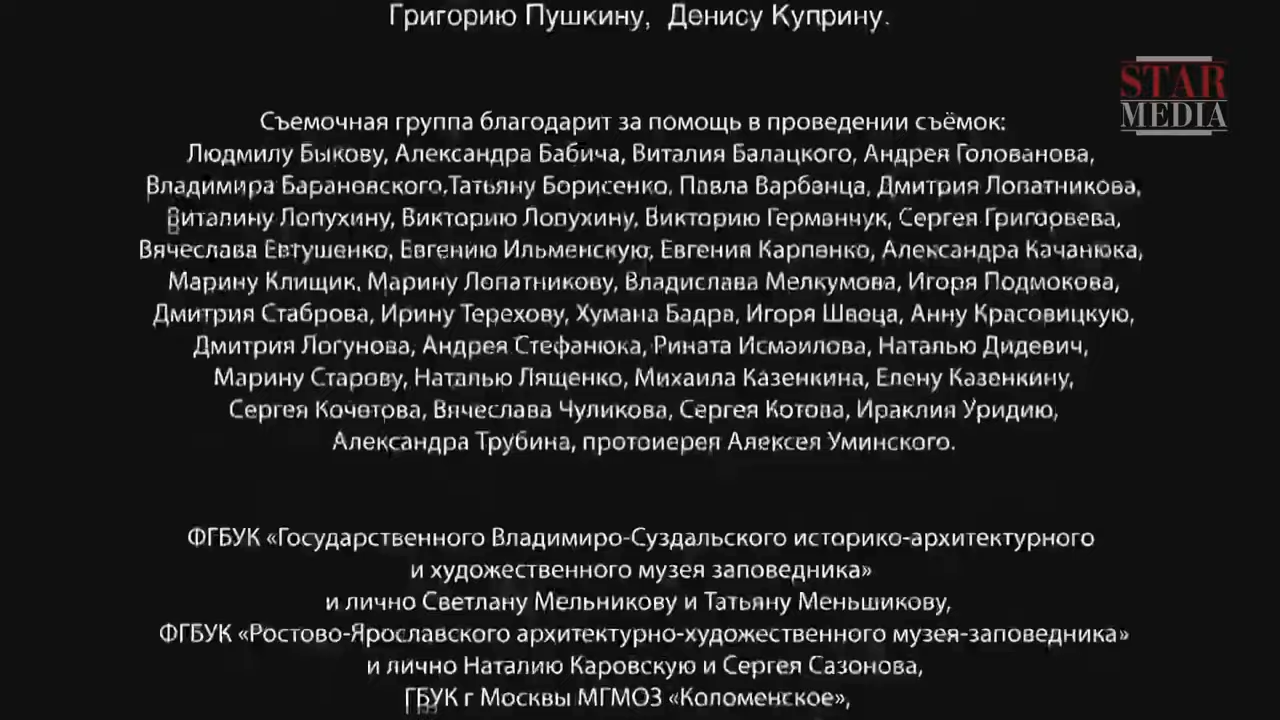 Григорию Пушкину, Денису Куприну.
STAR
MEDIA
Съемочная группа благодарит за помощь в проведении съёмок:
Людмилу Быкову, Александра Бабича, Виталия Балацкого, Андрея Голованова,
Владимира Барановского,Татьяну Борисенко, Павла Варбанца, Дмитрия Лопатникова,
Виталину Лопухину, Викторию Лопухину, Викторию Германчук, Сергея Григорьева,
Вячеслава Евтушенко, Евгению Ильменскую, Евгения Карпенко, Александра Качанюка,
Марину Клищик, Марину Лопатникову, Владислава Мелкумова, Игоря Подмокова,
Дмитрия Стаброва, Ирину Терехову, Хумана Бадра, Игоря Швеца, Анну Красовицкую,
Дмитрия Логунова, Андрея Стефанюка, Рината Исмаилова, Наталью Дидевич,
Марину Старову, Наталью Лященко, Михаила Казенкина, Елену Казенкину,
Сергея Кочетова, Вячеслава Чуликова, Сергея Котова, Ираклия Уридию,
Александра Трубина, протоиерея Алексея Уминского.
ФГБУК «Государственного Владимиро-Суздальского историко-архитектурного
и художественного музея заповедника»
и лично Светлану Мельникову и Татьяну Меньшикову,
ФГБУК «Ростово-Ярославского архитектурно-художественного музея-заповедника»
и лично Наталию Каровскую и Сергея Сазонова,
ГБУК г Москвы МГМОЗ «Коломенское»,